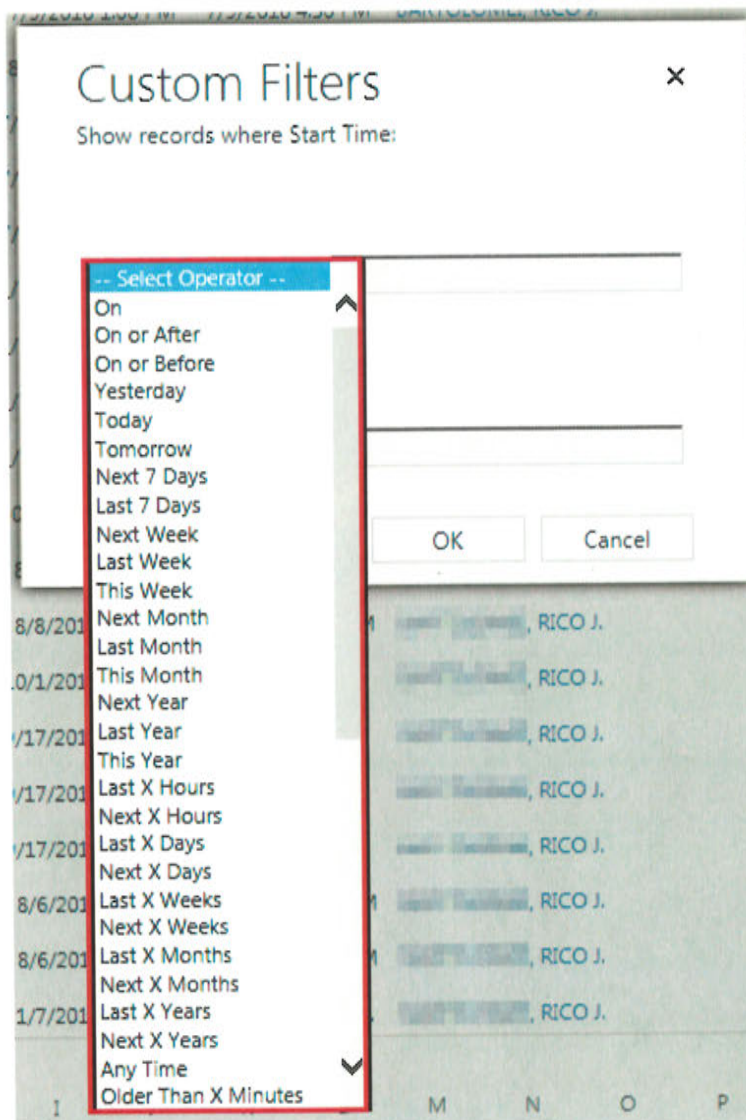 Custom Filters
×
Show records where Start Time:
-- Select Operator --
On
On or After
On or Before
Yesterday
Today
Tomorrow
Next 7 Days
Last 7 Days
Next Week
Last Week
This Week
Next Month
Last Month
This Month
Next Year
Last Year
This Year
Last X Hours
Next X Hours
Last X Days
Next X Days
Last X Weeks
Next X Weeks
Last X Months
Next X Months
Last X Years
Next X Years
Any Time
Older Than X Minutes
OK Cancel
8/8/201 , RICO J.
0/1/201 , RICO J.
/17/201 , RICO J.
/17/201 , RICO J.
/17/201 , RICO J.
8/6/201 , RICO J.
8/6/201 , RICO J.
1/7/201 , RICO J.
I M N O P